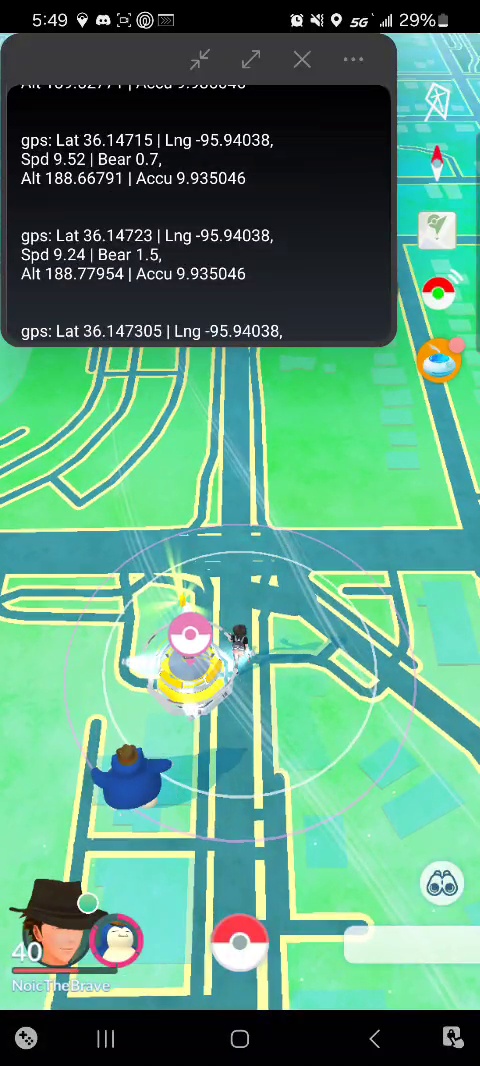 5:49
5G
29%
gps: Lat 36.14715 | Lng -95.94038,
Spd 9.52 | Bear 0.7,
Alt 188.66791 | Accu 9.935046
gps: Lat 36.14723 | Lng -95.94038,
Spd 9.24 | Bear 1.5,
Alt 188.77954 | Accu 9.935046
gps: Lat 36.147305 | Lng -95.94038,
40
NoicTheBrave